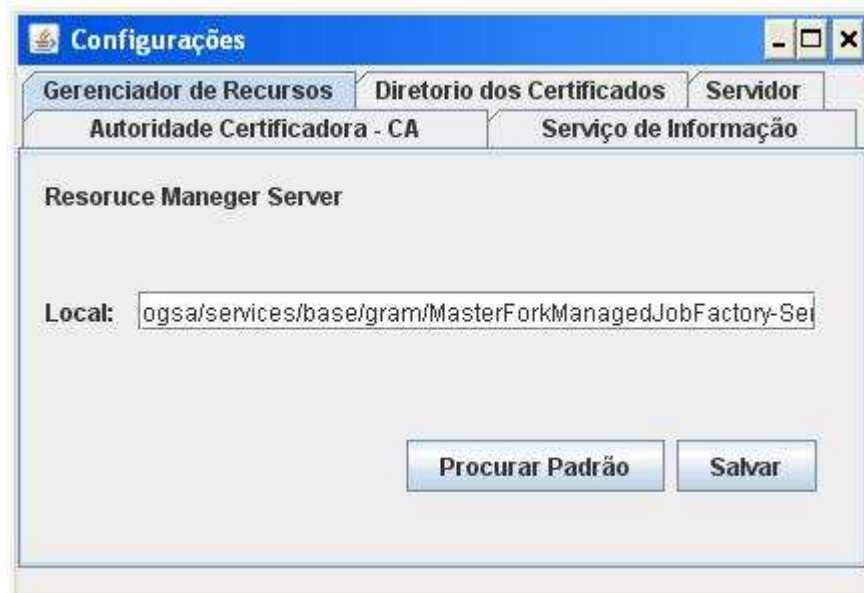 Configurações
Gerenciador de Recursos Diretorio dos Certificados Servidor
Autoridade Certificadora - CA Serviço de Informação
Resoruce Maneger Server
Local: ogsa/services/base/gram/MasterForkManagedJobFactory-Ser
Procurar Padrão Salvar